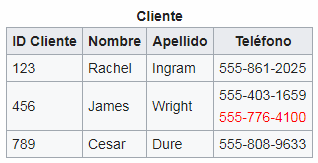 Cliente
ID Cliente Nombre Apellido Teléfono
123 Rachel Ingram 555-861-2025
456 James Wright 555-403-1659
555-776-4100
789 Cesar Dure 555-808-9633